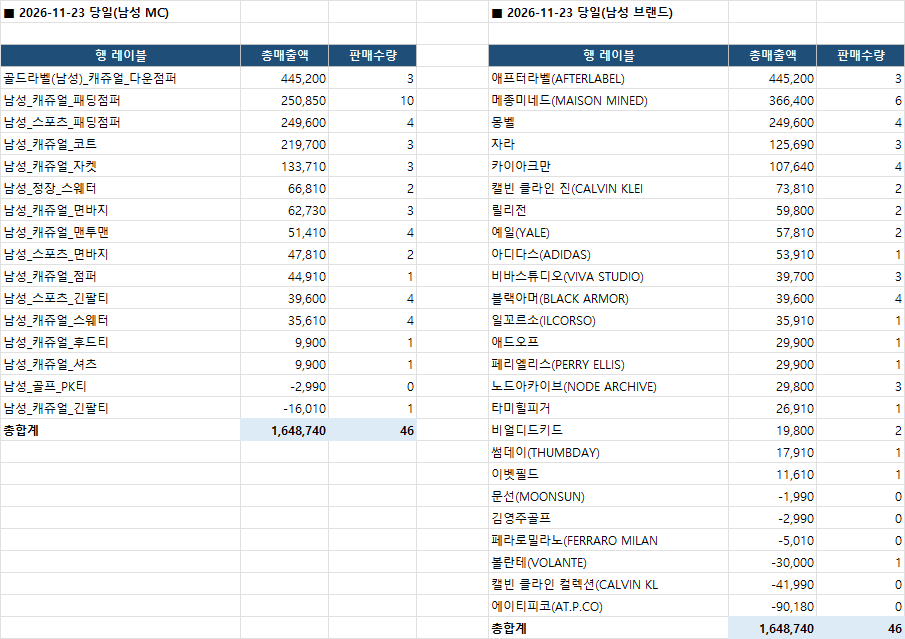 ■ 2026-11-23 당일(남성 MC)
행 레이블 총매출액 판매수량
골드라벨(남성)_캐쥬얼_다운점퍼 445,200 3
남성_캐쥬얼_패딩점퍼 250,850 10
남성_스포츠_패딩점퍼 249,600 4
남성_캐쥬얼_코트 219,700 3
남성_캐쥬얼_자켓 133,710 3
남성_정장_스웨터 66,810 2
남성_캐쥬얼_면바지 62,730 3
남성_캐쥬얼_맨투맨 51,410 4
남성_스포츠_면바지 47,810 2
남성_캐쥬얼_점퍼 44,910 1
남성_스포츠_긴팔티 39,600 4
남성_캐쥬얼_스웨터 35,610 4
남성_캐쥬얼_후드티 9,900 1
남성_캐쥬얼_셔츠 9,900 1
남성_골프_PK티 -2,990 0
남성_캐쥬얼_긴팔티 -16,010 1
총합계 1,648,740 46
■ 2026-11-23 당일(남성 브랜드)
행 레이블 총매출액 판매수량
애프터라벨(AFTERLABEL) 445,200 3
메종미네드(MAISON MINED) 366,400 6
몽벨 249,600 4
자라 125,690 3
카이아크만 107,640 4
캘빈 클라인 진(CALVIN KLEI 73,810 2
릴리전 59,800 2
예일(YALE) 57,810 2
아디다스(ADIDAS) 53,910 1
비바스튜디오(VIVA STUDIO) 39,700 3
블랙아머(BLACK ARMOR) 39,600 4
일꼬르소(ILCORSO) 35,910 1
애드오프 29,900 1
페리엘리스(PERRY ELLIS) 29,900 1
노드아카이브(NODE ARCHIVE) 29,800 3
타미힐피거 26,910 1
비얼디드키드 19,800 2
썸데이(THUMBDAY) 17,910 1
이벳필드 11,610 1
문선(MOONSUN) -1,990 0
김영주골프 -2,990 0
페라로밀라노(FERRARO MILAN -5,010 0
볼란테(VOLANTE) -30,000 1
캘빈 클라인 컬렉션(CALVIN KL -41,990 0
에이티피코(AT.P.CO) -90,180 0
총합계 1,648,740 46